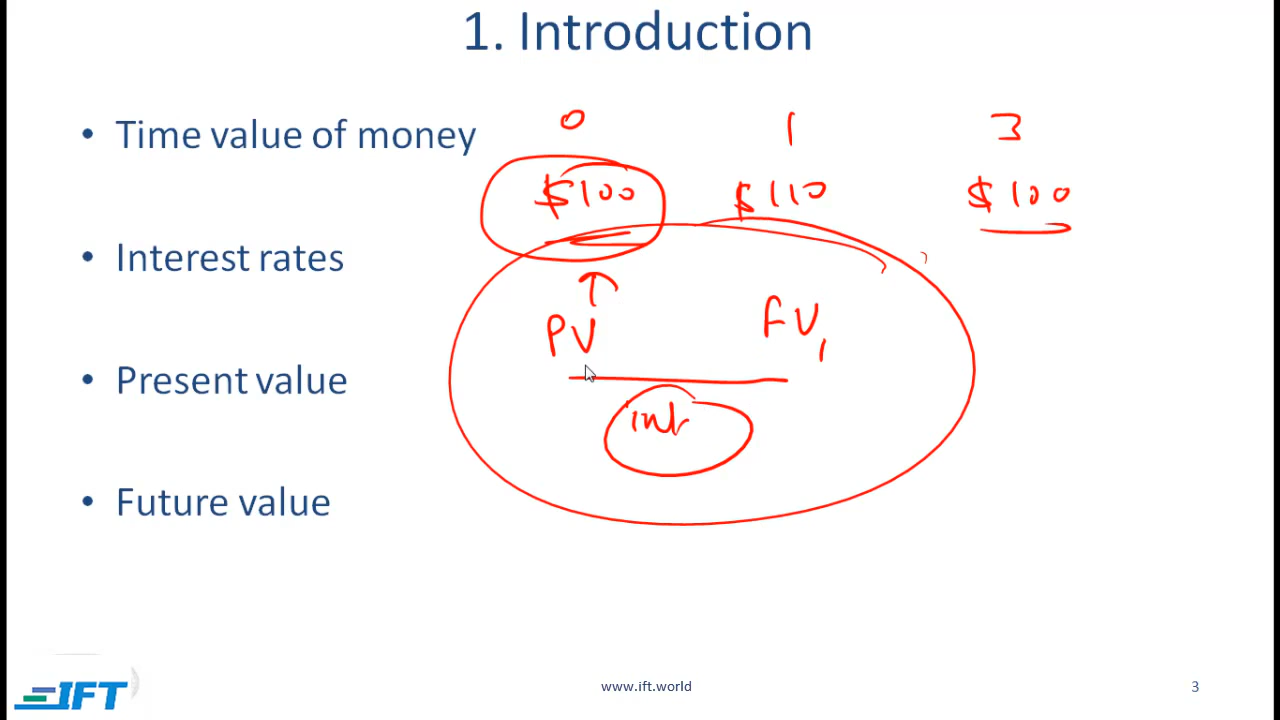 1. Introduction
• Time value of money
0 1 3
$100 $110 $100
• Interest rates
PV FV1
• Present value
int
• Future value
IFT
www.ift.world
3